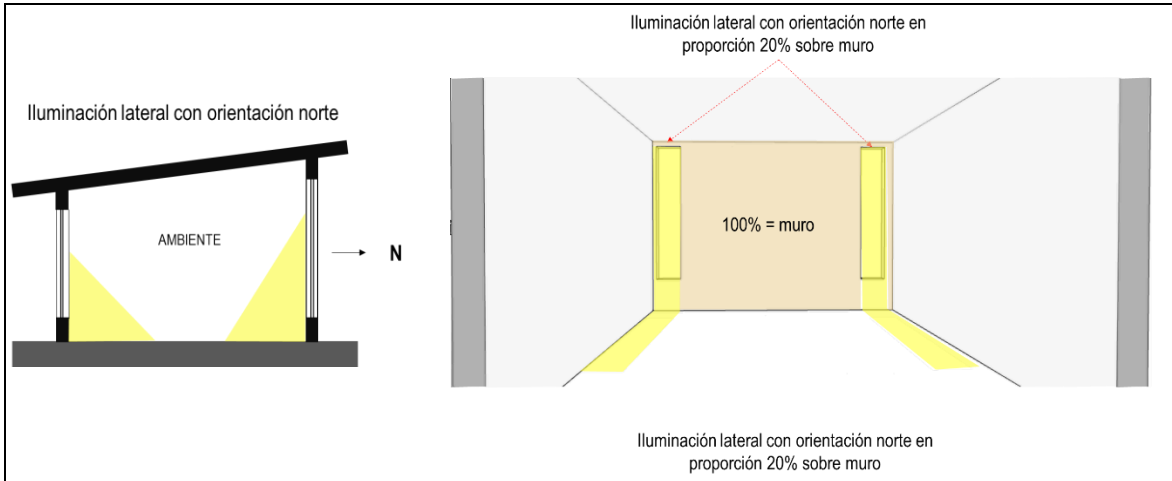 Iluminación lateral con orientación norte en
proporción 20% sobre muro
Iluminación lateral con orientación norte
AMBIENTE
N
100% = muro
Iluminación lateral con orientación norte en
proporción 20% sobre muro